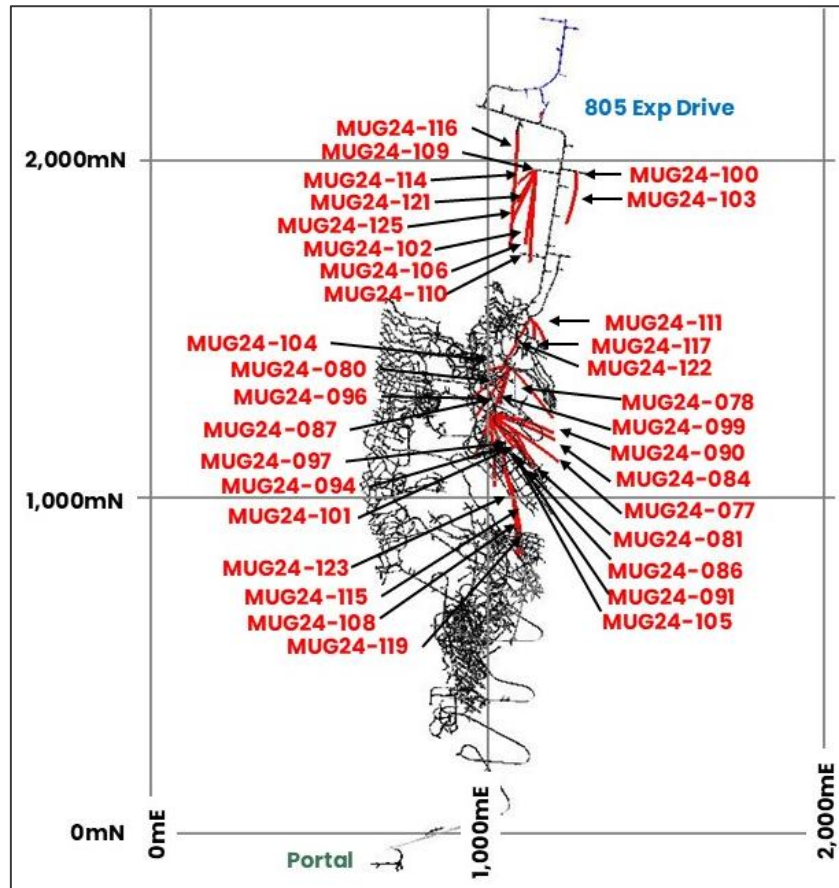 805 Exp Drive
MUG24-116
MUG24-109
2,000mN
MUG24-114
MUG24-100
MUG24-121
MUG24-103
MUG24-125
MUG24-102
MUG24-106
MUG24-110
MUG24-111
MUG24-104
MUG24-117
MUG24-080
MUG24-122
MUG24-096
MUG24-078
MUG24-087
MUG24-099
MUG24-097
MUG24-090
MUG24-094
MUG24-084
1,000mN
MUG24-101
MUG24-077
MUG24-081
MUG24-123
MUG24-086
MUG24-115
MUG24-091
MUG24-108
MUG24-105
MUG24-119
0mN
0mE
1,000mE
2,000mE
Portal